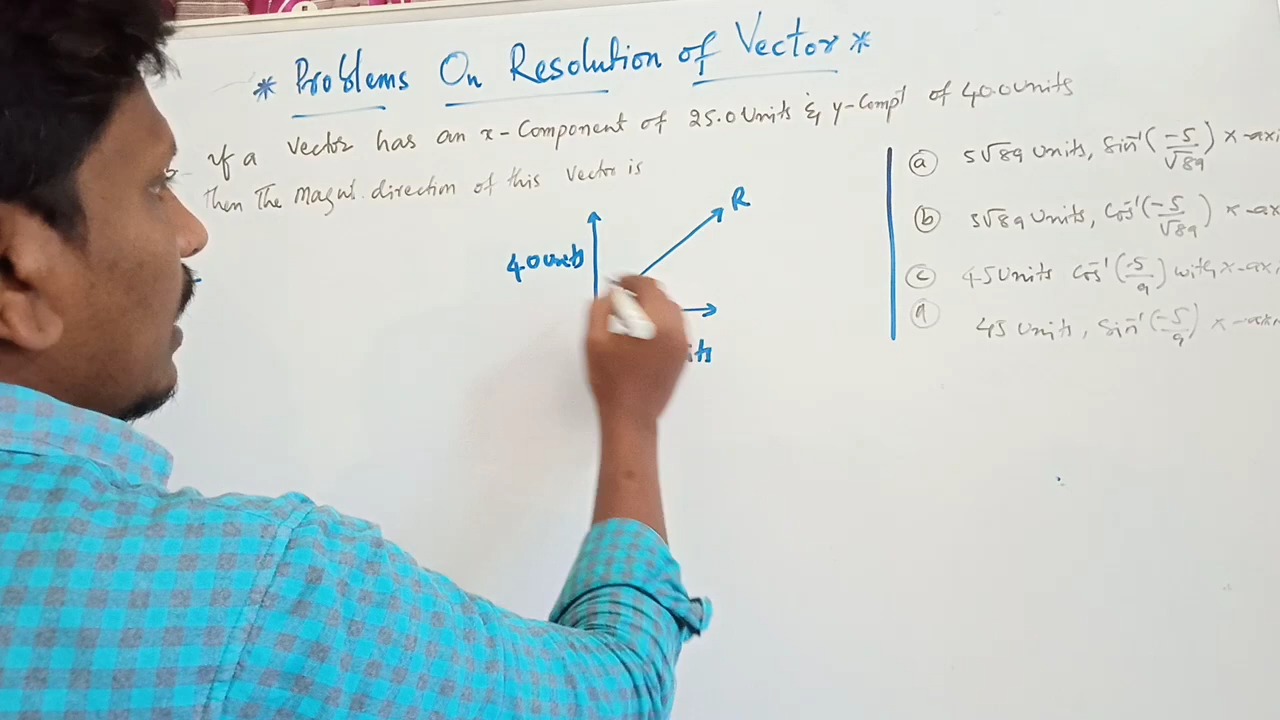 * Problems On Resolution of Vector *
If a vector has an x-Component of 25.0 Units & y-Compt of 40.0 units
then The Magnt. direction of this vector is
(a) 5√89 Units, Sin⁻¹(-5/√89) x-axi
(b) 5√89 Units, Cos⁻¹(-5/√89) x-ax
(c) 45 Units Cos⁻¹(-5/9) with x-axi
(d) 45 Units, Sin⁻¹(-5/9) x-axi
R
40 units